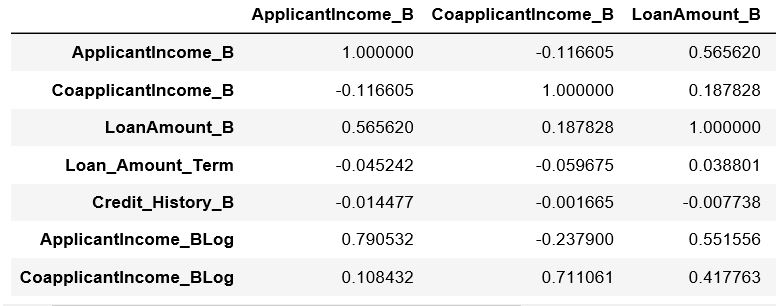 ApplicantIncome_B CoapplicantIncome_B LoanAmount_B
ApplicantIncome_B 1.000000 -0.116605 0.565620
CoapplicantIncome_B -0.116605 1.000000 0.187828
LoanAmount_B 0.565620 0.187828 1.000000
Loan_Amount_Term -0.045242 -0.059675 0.038801
Credit_History_B -0.014477 -0.001665 -0.007738
ApplicantIncome_BLog 0.790532 -0.237900 0.551556
CoapplicantIncome_BLog 0.108432 0.711061 0.417763